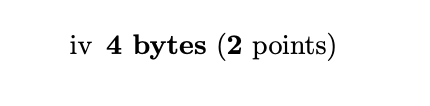 iv 4 bytes (2 points)